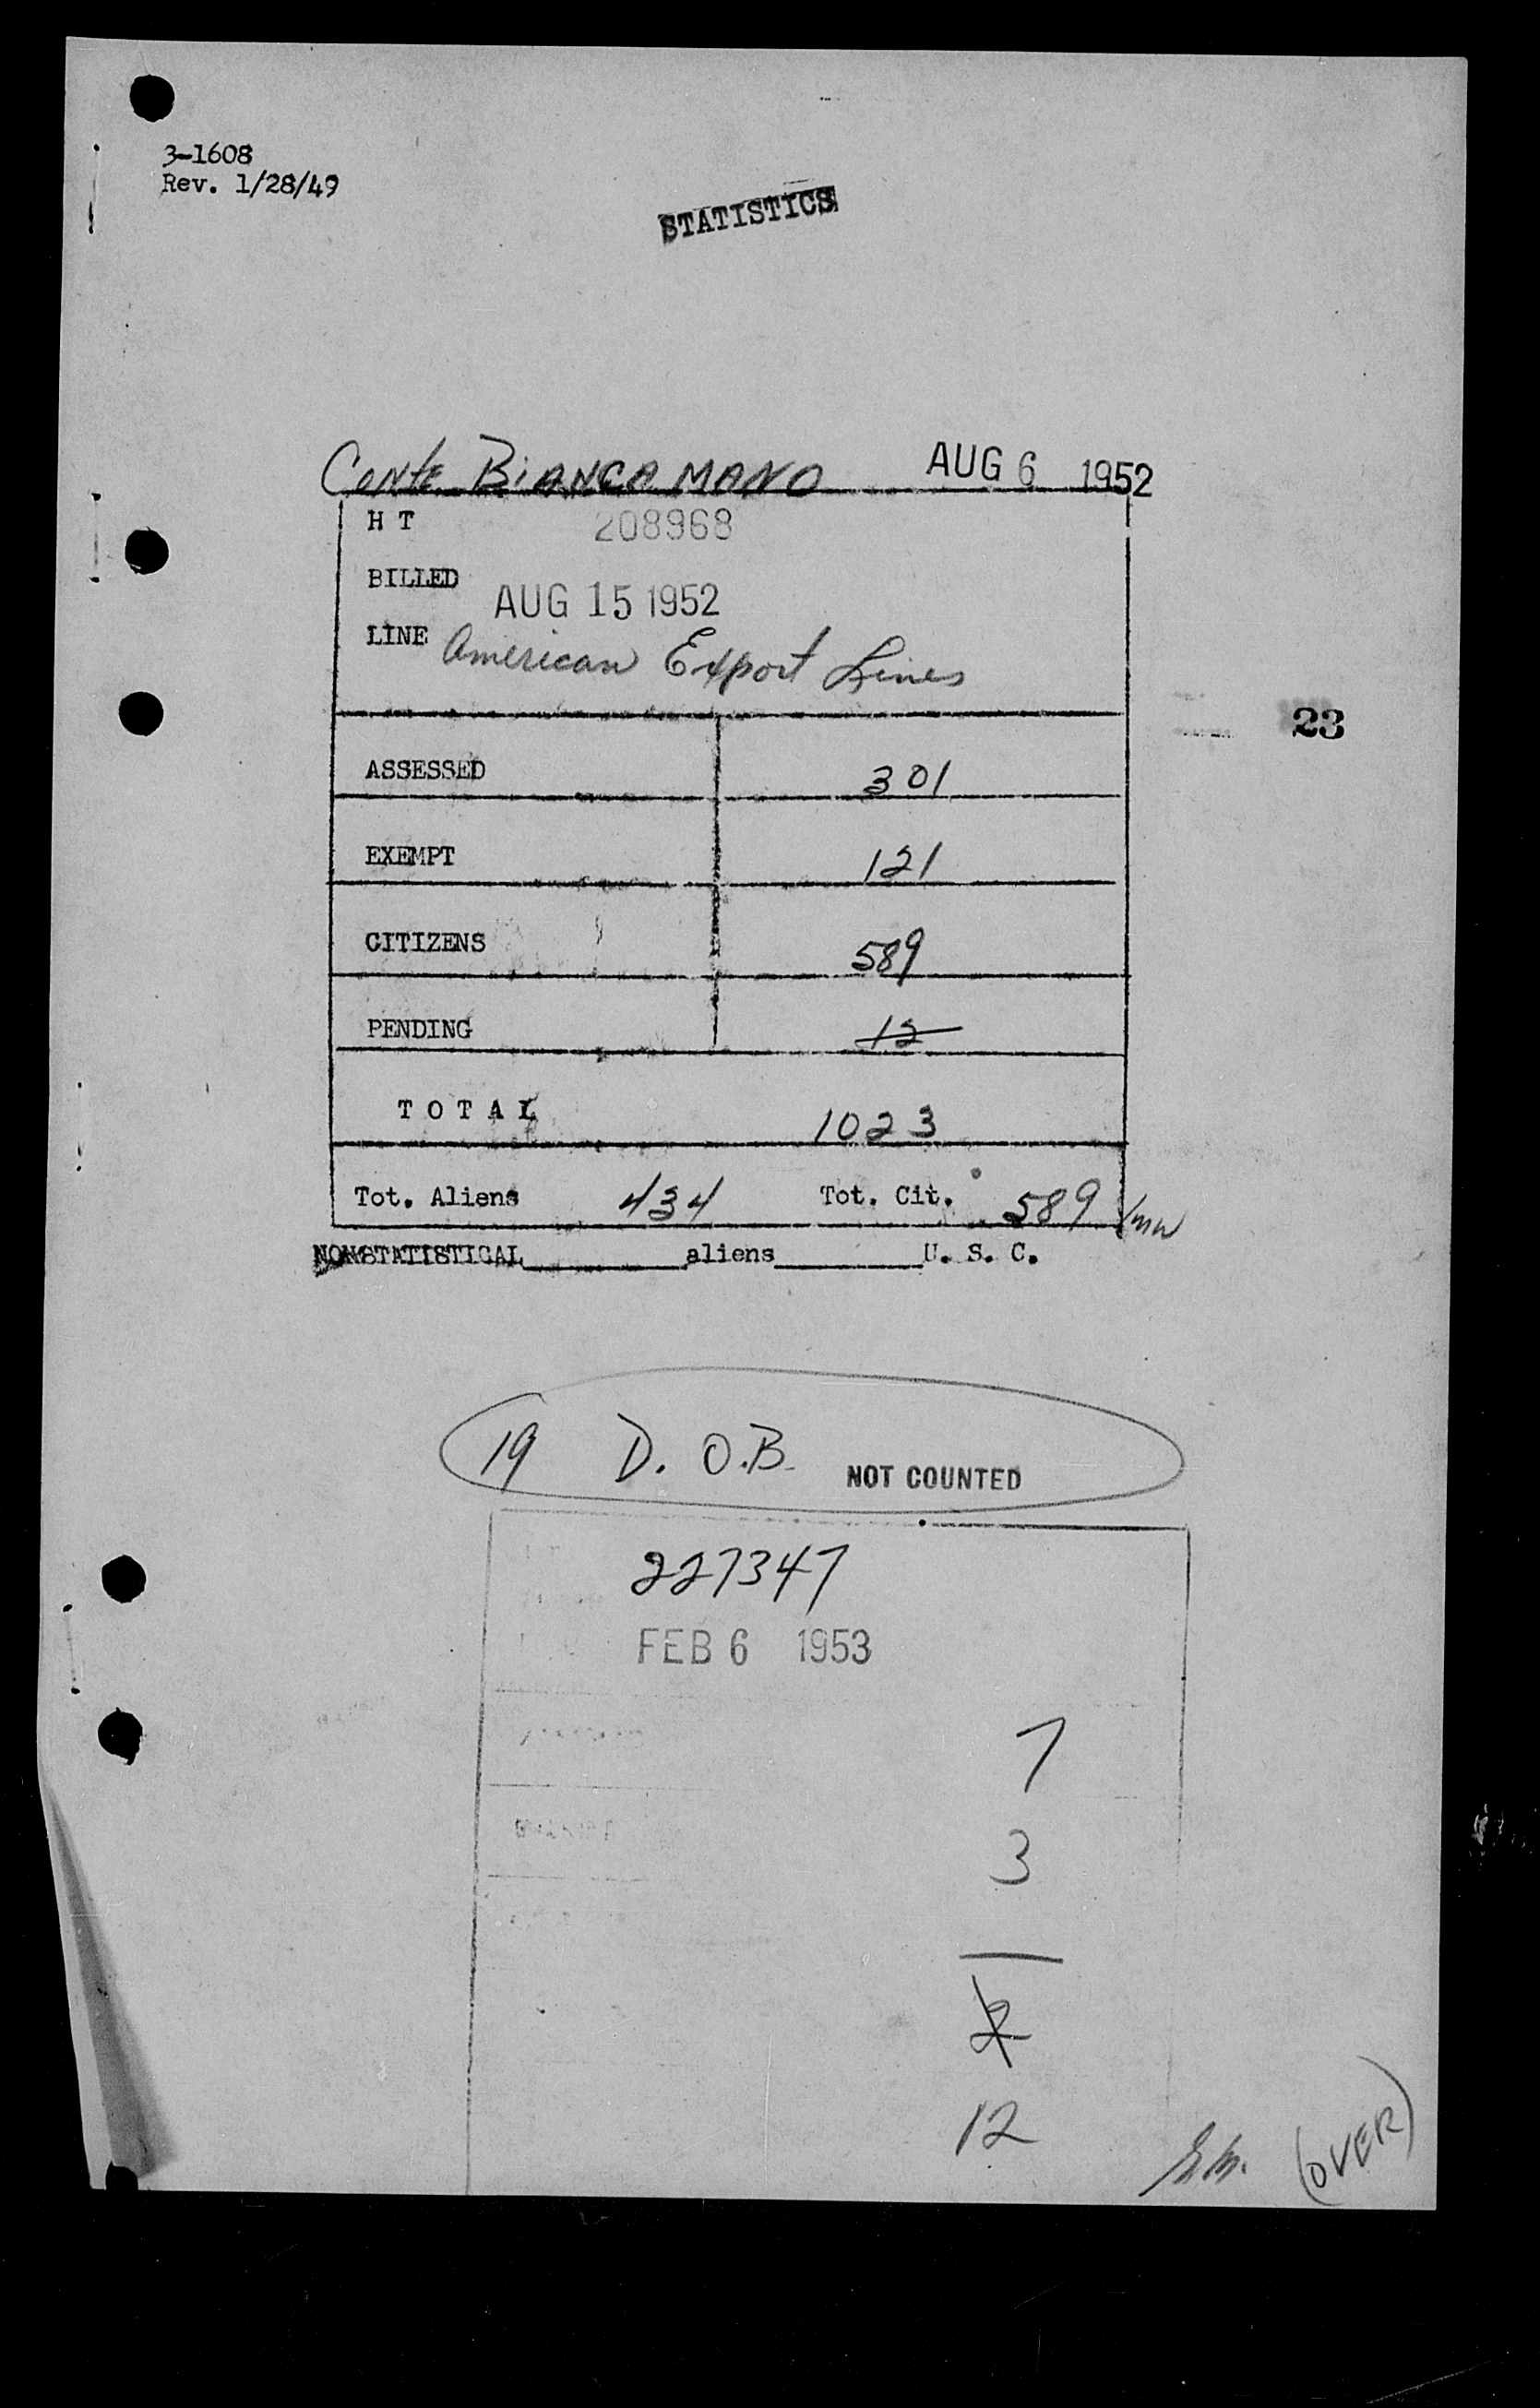 3-1608
Rev. 1/28/49
STATISTICS
Conte BiANCAMANO AUG 6 1952
H T 208968
BILLED AUG 15 1952
LINE American Export Lines
23
ASSESSED 301
EXEMPT 121
CITIZENS 589
PENDING 12
T O T A L 1023
Tot. Aliens 434 Tot. Cit. 589 /mw
NONSTATISTICAL aliens U. S. C.
19 D. O.B. NOT COUNTED
227347
FEB 6 1953
7
3
2
12
(OVER)